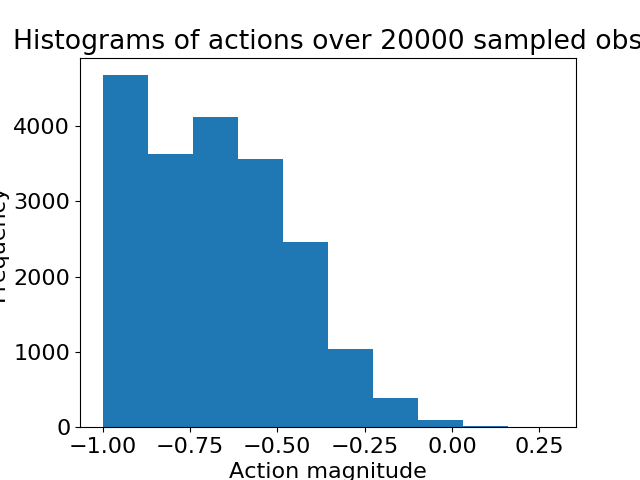 Histograms of actions over 20000 sampled obs
Frequency
4000
3000
2000
1000
0
−1.00 −0.75 −0.50 −0.25 0.00 0.25
Action magnitude